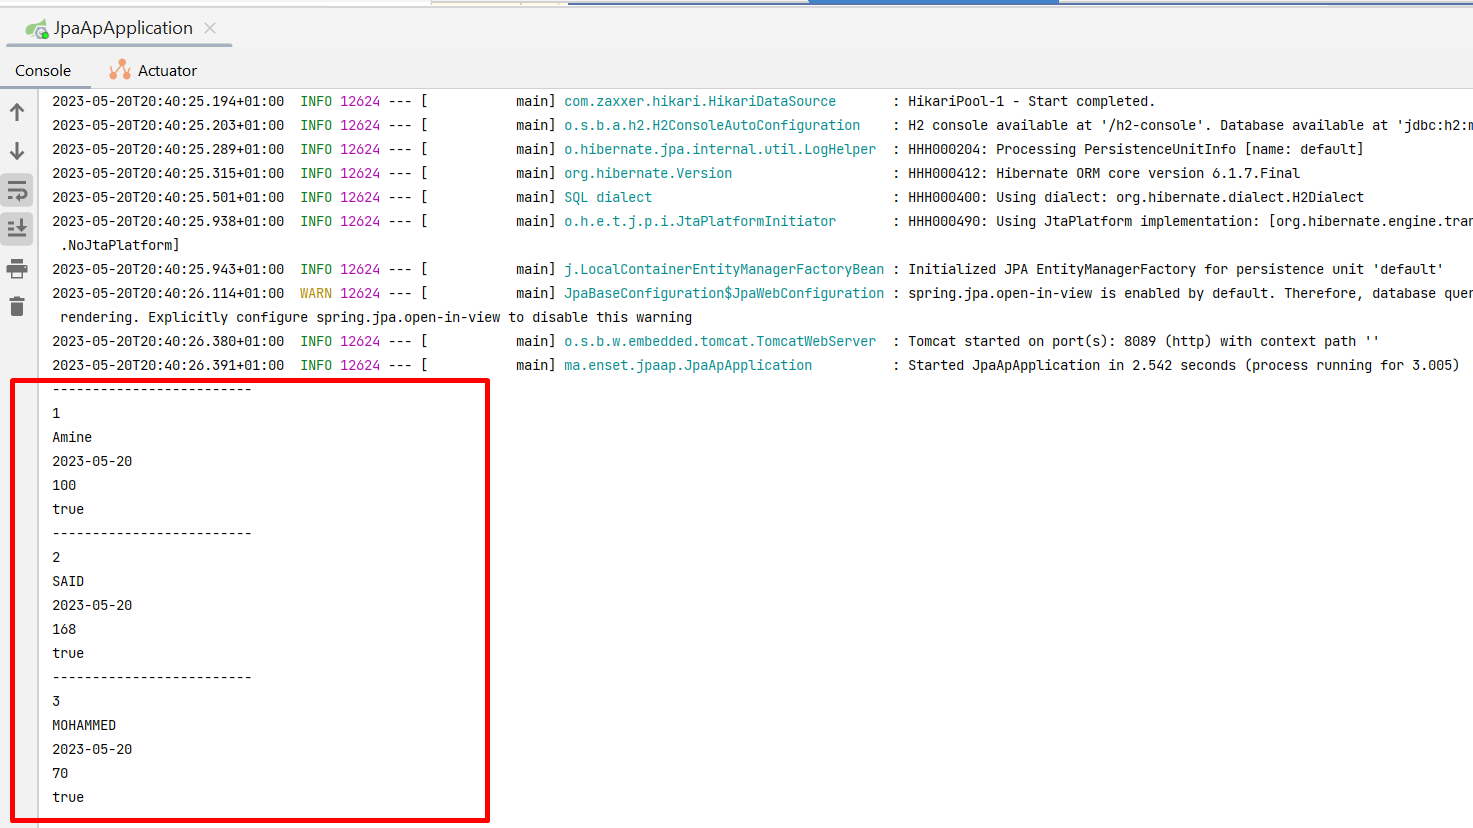 JpaApApplication
Console Actuator
2023-05-20T20:40:25.194+01:00  INFO 12624 --- [           main] com.zaxxer.hikari.HikariDataSource       : HikariPool-1 - Start completed.
2023-05-20T20:40:25.203+01:00  INFO 12624 --- [           main] o.s.b.a.h2.H2ConsoleAutoConfiguration    : H2 console available at '/h2-console'. Database available at 'jdbc:h2:m
2023-05-20T20:40:25.289+01:00  INFO 12624 --- [           main] o.hibernate.jpa.internal.util.LogHelper  : HHH000204: Processing PersistenceUnitInfo [name: default]
2023-05-20T20:40:25.315+01:00  INFO 12624 --- [           main] org.hibernate.Version                    : HHH000412: Hibernate ORM core version 6.1.7.Final
2023-05-20T20:40:25.501+01:00  INFO 12624 --- [           main] SQL dialect                              : HHH000400: Using dialect: org.hibernate.dialect.H2Dialect
2023-05-20T20:40:25.938+01:00  INFO 12624 --- [           main] o.h.e.t.j.p.i.JtaPlatformInitiator       : HHH000490: Using JtaPlatform implementation: [org.hibernate.engine.tran
.NoJtaPlatform]
2023-05-20T20:40:25.943+01:00  INFO 12624 --- [           main] j.LocalContainerEntityManagerFactoryBean : Initialized JPA EntityManagerFactory for persistence unit 'default'
2023-05-20T20:40:26.114+01:00  WARN 12624 --- [           main] JpaBaseConfiguration$JpaWebConfiguration : spring.jpa.open-in-view is enabled by default. Therefore, database quer
rendering. Explicitly configure spring.jpa.open-in-view to disable this warning
2023-05-20T20:40:26.380+01:00  INFO 12624 --- [           main] o.s.b.w.embedded.tomcat.TomcatWebServer  : Tomcat started on port(s): 8089 (http) with context path ''
2023-05-20T20:40:26.391+01:00  INFO 12624 --- [           main] ma.enset.jpaap.JpaApApplication          : Started JpaApApplication in 2.542 seconds (process running for 3.005)
-------------------------
1
Amine
2023-05-20
100
true
-------------------------
2
SAID
2023-05-20
168
true
-------------------------
3
MOHAMMED
2023-05-20
70
true